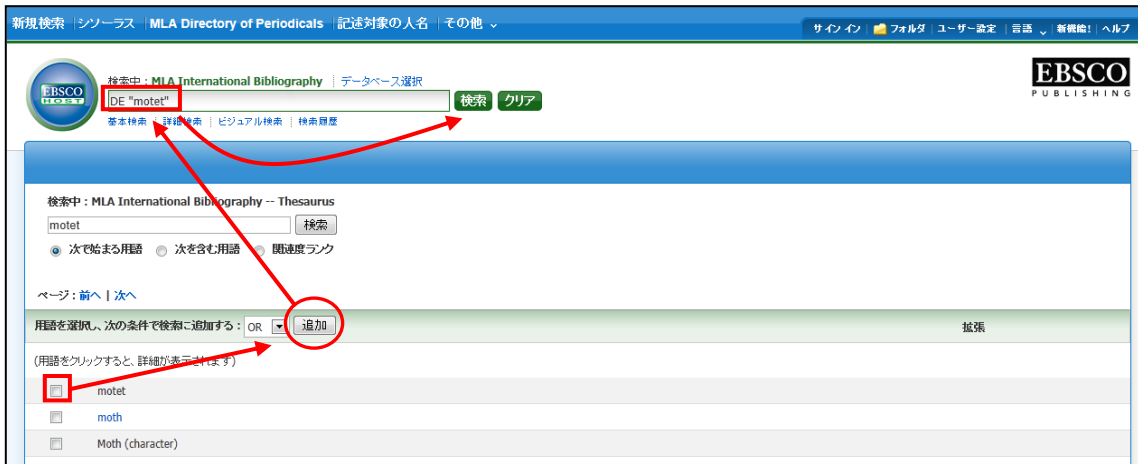 新規検索 | シソーラス | MLA Directory of Periodicals | 記述対象の人名 | その他
サインイン | フォルダ | ユーザー設定 | 言語 | 新機能! | ヘルプ
検索中 : MLA International Bibliography | データベース選択
EBSCO
HOST
DE "motet"
検索 クリア
基本検索 | 詳細検索 | ビジュアル検索 | 検索履歴
EBSCO
PUBLISHING
検索中 : MLA International Bibliography -- Thesaurus
motet 検索
次で始まる用語 次を含む用語 関連度ランク
ページ : 前へ | 次へ
用語を選択し、次の条件で検索に追加する : OR 追加 拡張
(用語をクリックすると、詳細が表示されます)
motet
moth
Moth (character)